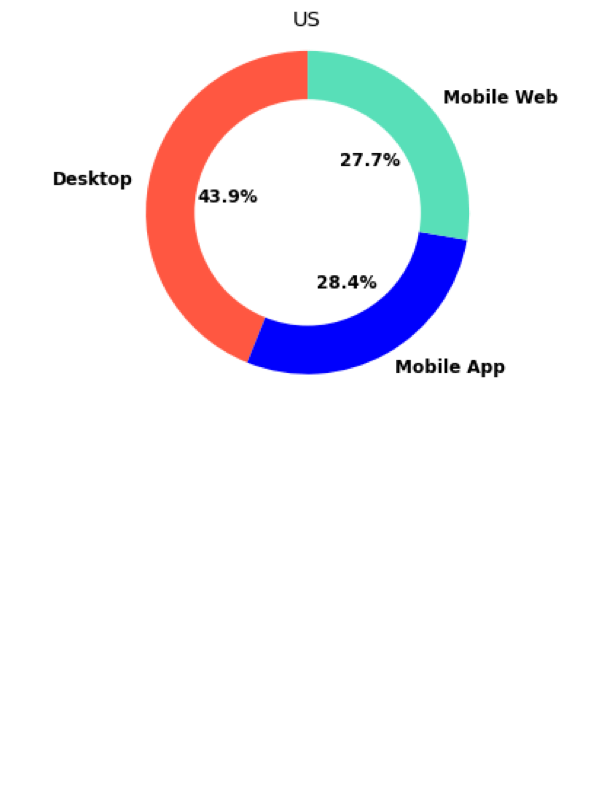 US
Mobile Web
27.7%
Desktop
43.9%
28.4%
Mobile App